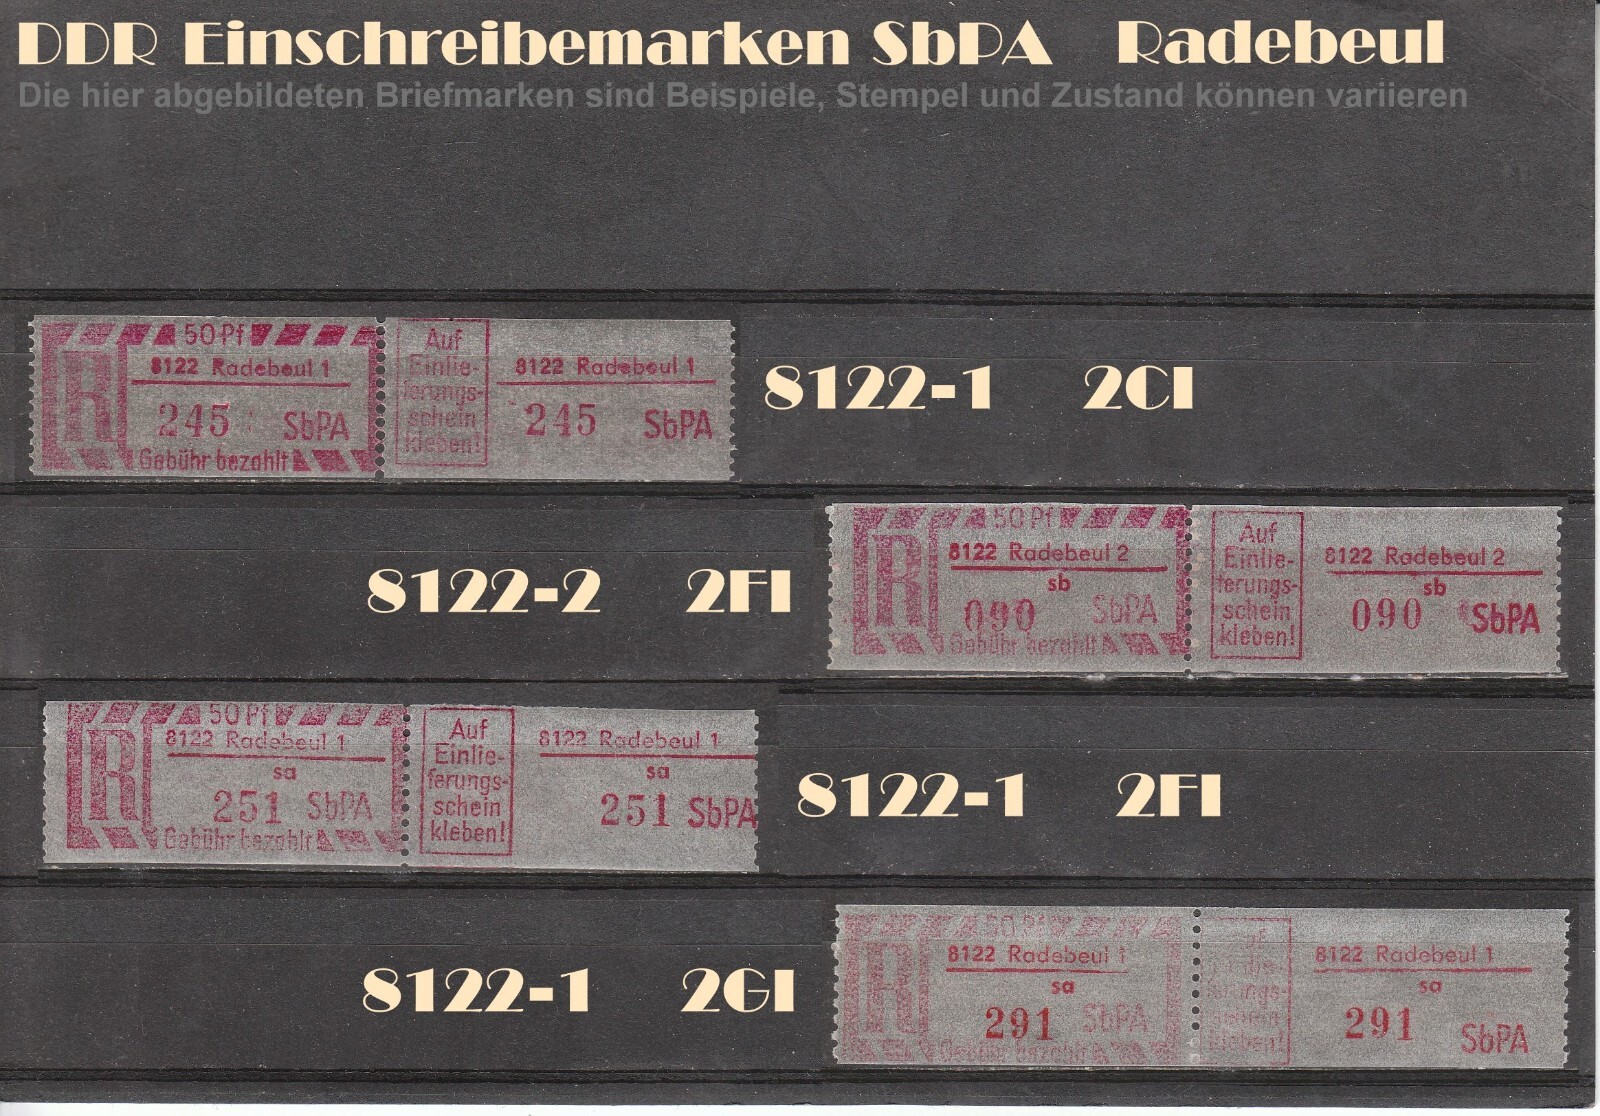 DDR Einschreibemarken SbPA Radebeul
Die hier abgebildeten Briefmarken sind Beispiele, Stempel und Zustand können variieren
50 Pf
R
8122 Radebeul 1
245 SbPA
Gebühr bezahlt
Auf
Einlie-
ferungs-
schein
kleben!
8122 Radebeul 1
245 SbPA
8122-1 2CI
8122-2 2FI
50 Pf
R
8122 Radebeul 2
sb
090 SbPA
Gebühr bezahlt
Auf
Einlie-
ferungs-
schein
kleben!
8122 Radebeul 2
sb
090 SbPA
50 Pf
R
8122 Radebeul 1
sa
251 SbPA
Gebühr bezahlt
Auf
Einlie-
ferungs-
schein
kleben!
8122 Radebeul 1
sa
251 SbPA
8122-1 2FI
8122-1 2GI
50 Pf
R
8122 Radebeul 1
sa
291 SbPA
Gebühr bezahlt
kleben!
8122 Radebeul 1
sa
291 SbPA